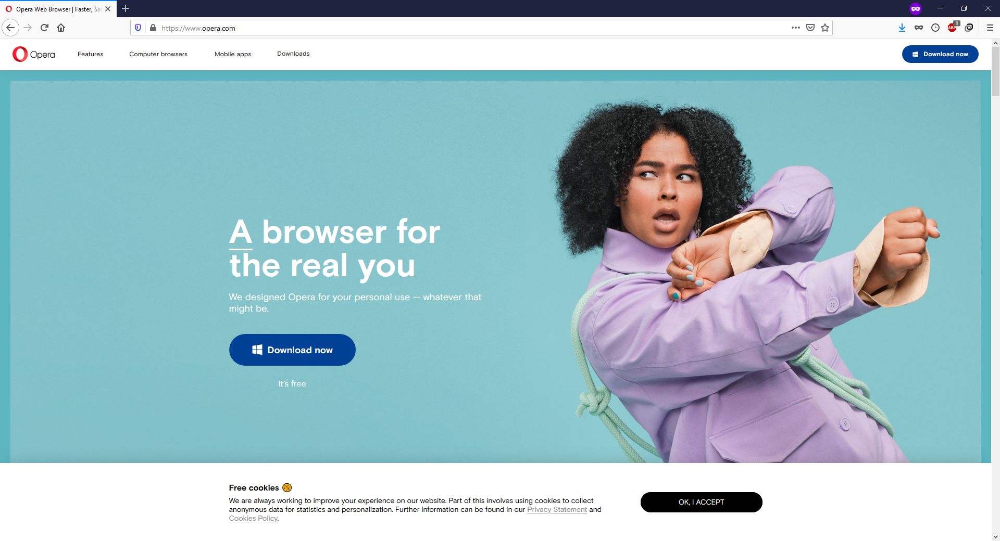 Opera Web Browser | Faster, Sa
https://www.opera.com
ABP
1
Opera
Features
Computer browsers
Mobile apps
Downloads
Download now
A browser for
the real you
We designed Opera for your personal use — whatever that
might be.
Download now
It's free
Free cookies
We are always working to improve your experience on our website. Part of this involves using cookies to collect
anonymous data for statistics and personalization. Further information can be found in our Privacy Statement and
Cookies Policy.
OK, I ACCEPT